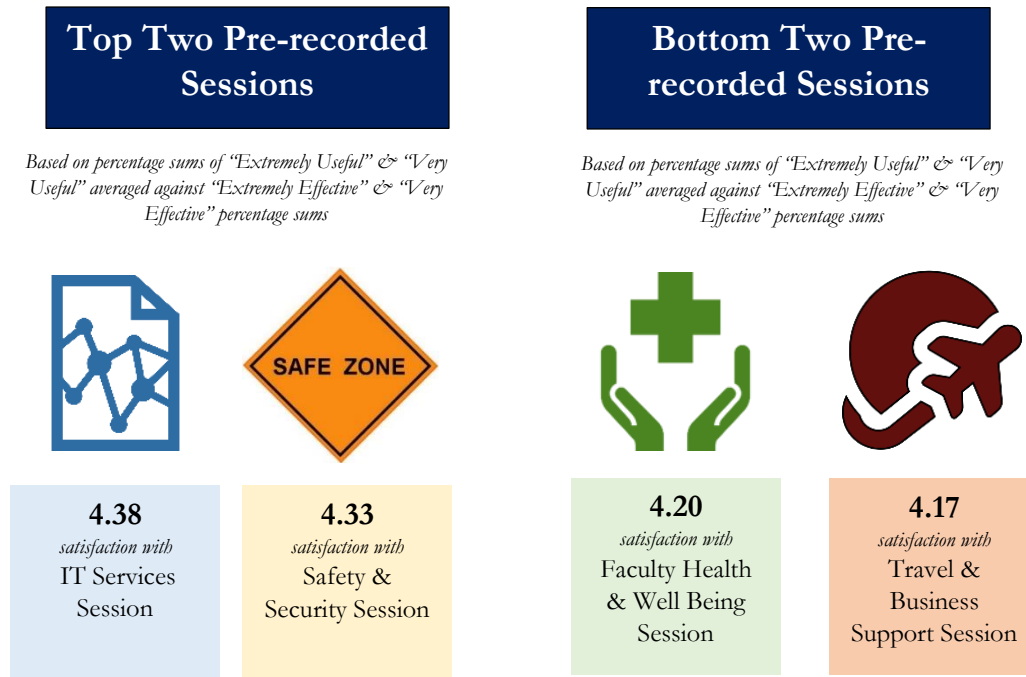 Top Two Pre-recorded
Sessions
Based on percentage sums of “Extremely Useful” & “Very
Useful” averaged against “Extremely Effective” & “Very
Effective” percentage sums
SAFE ZONE
4.38
satisfaction with
IT Services
Session
4.33
satisfaction with
Safety &
Security Session
Bottom Two Pre-
recorded Sessions
Based on percentage sums of “Extremely Useful” & “Very
Useful” averaged against “Extremely Effective” & “Very
Effective” percentage sums
4.20
satisfaction with
Faculty Health
& Well Being
Session
4.17
satisfaction with
Travel &
Business
Support Session